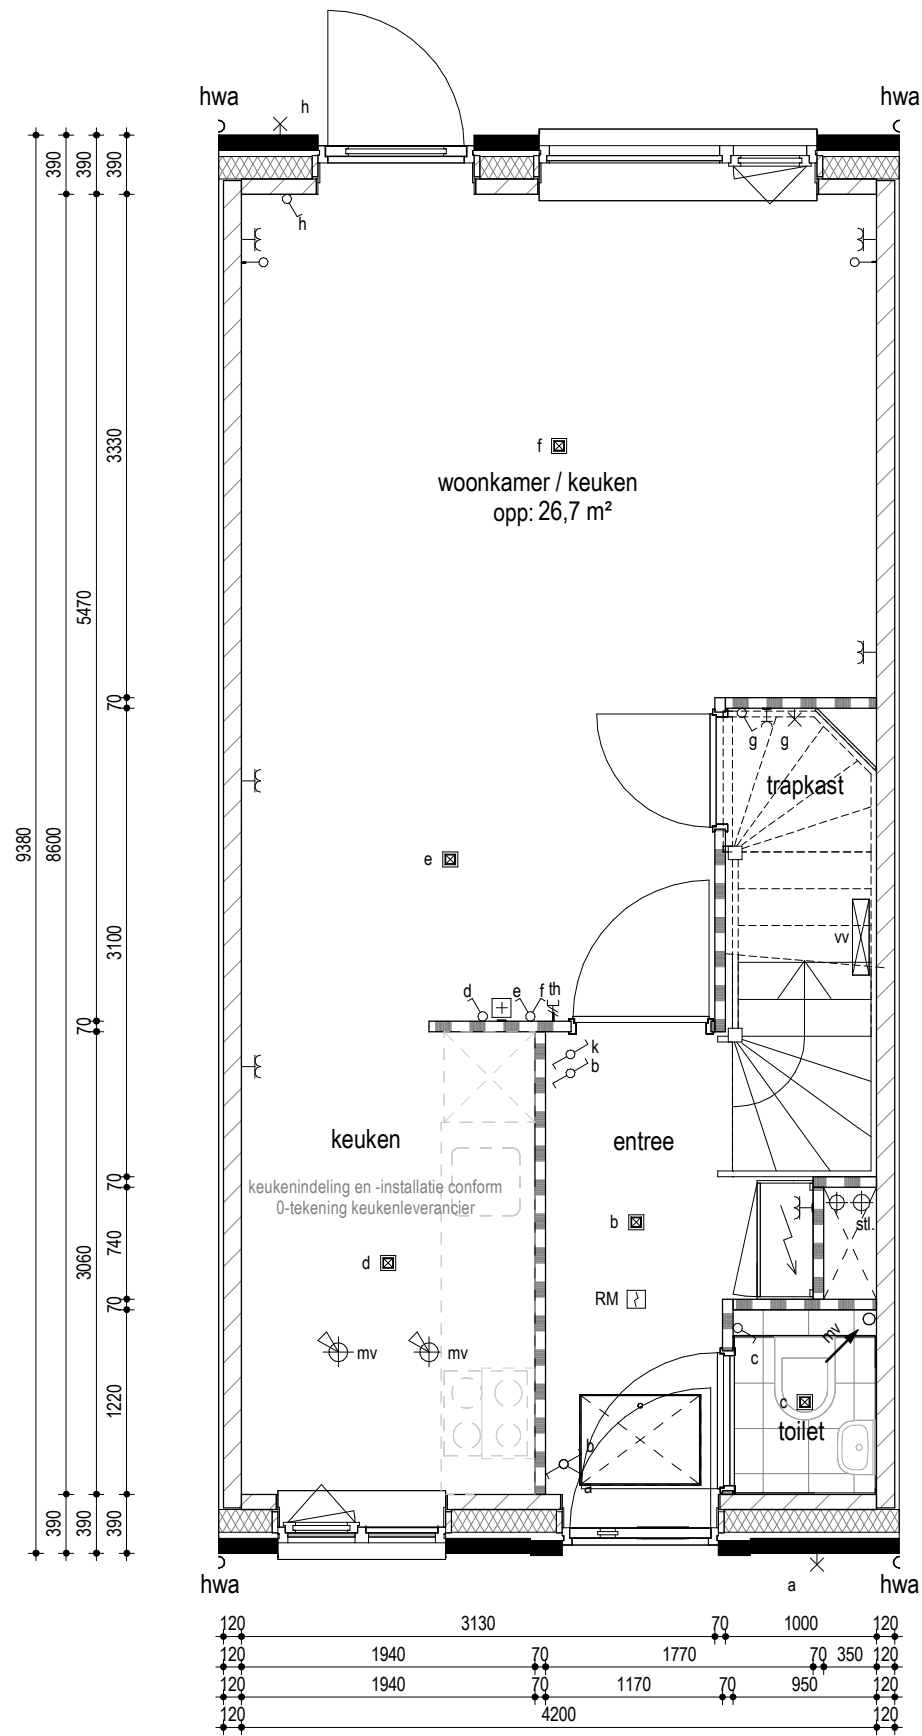 hwa
h
hwa
h
390
390
390
f
woonkamer / keuken
opp: 26,7 m²
3330
5470
70
g
g
trapkast
9380
8600
e
3100
vv
d
e
f
th
70
k
b
keuken
entree
keukenindeling en -installatie conform
0-tekening keukenleverancier
70
740
3060
b
stl.
d
RM
70
mv
mv
mv
c
1220
c
toilet
b
a
390
390
390
hwa
a
hwa
120
3130
70
1000
120
120
1940
70
1770
70
350
120
120
1940
70
1170
70
950
120
120
4200
120